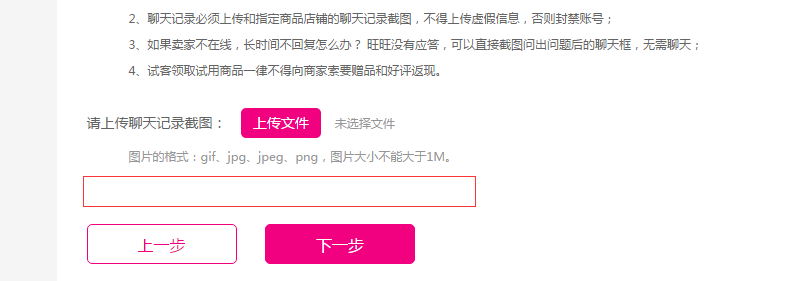 2、聊天记录必须上传和指定商品店铺的聊天记录截图，不得上传虚假信息，否则封禁账号；
3、如果卖家不在线，长时间不回复怎么办？ 旺旺没有应答，可以直接截图问出问题后的聊天框，无需聊天；
4、试客领取试用商品一律不得向商家索要赠品和好评返现。
请上传聊天记录截图： 上传文件 未选择文件
图片的格式：gif、jpg、jpeg、png，图片大小不能大于1M。
上一步 下一步